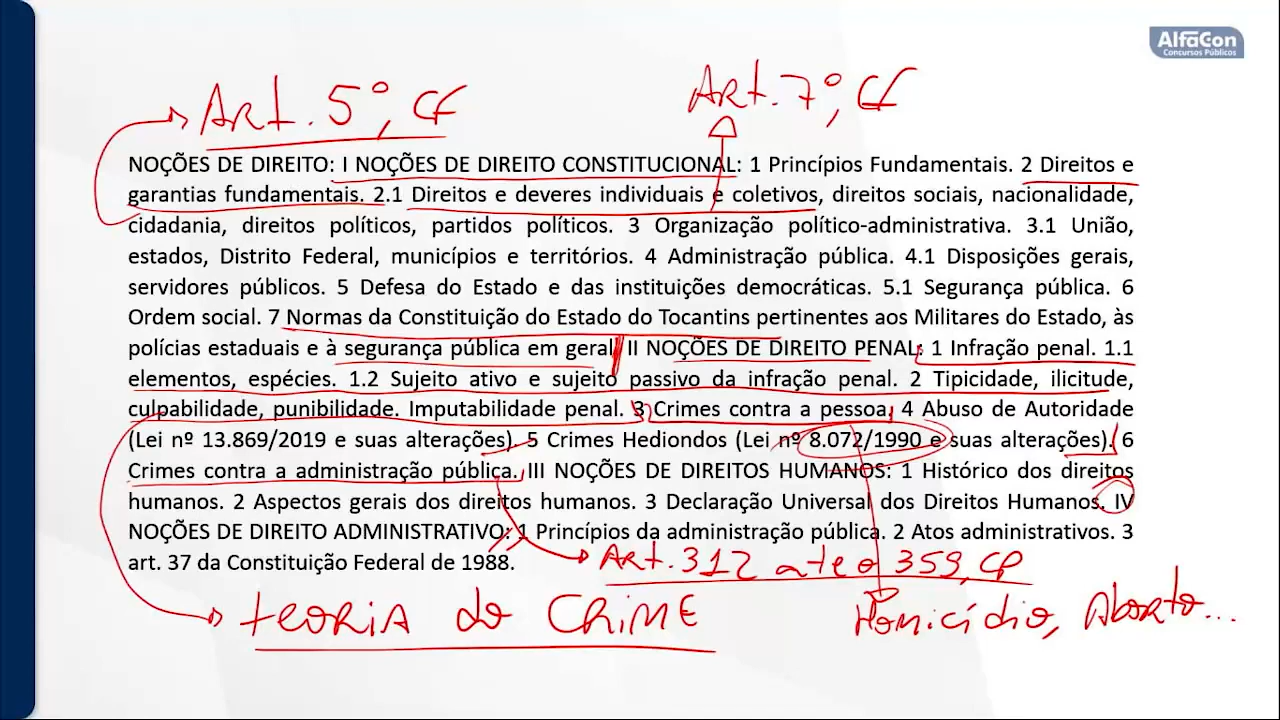 AlfaCon
Concursos Públicos
Art. 5º, CF
Art. 7º, CF
NOÇÕES DE DIREITO: I NOÇÕES DE DIREITO CONSTITUCIONAL: 1 Princípios Fundamentais. 2 Direitos e
garantias fundamentais. 2.1 Direitos e deveres individuais e coletivos, direitos sociais, nacionalidade,
cidadania, direitos políticos, partidos políticos. 3 Organização político-administrativa. 3.1 União,
estados, Distrito Federal, municípios e territórios. 4 Administração pública. 4.1 Disposições gerais,
servidores públicos. 5 Defesa do Estado e das instituições democráticas. 5.1 Segurança pública. 6
Ordem social. 7 Normas da Constituição do Estado do Tocantins pertinentes aos Militares do Estado, às
polícias estaduais e à segurança pública em geral II NOÇÕES DE DIREITO PENAL: 1 Infração penal. 1.1
elementos, espécies. 1.2 Sujeito ativo e sujeito passivo da infração penal. 2 Tipicidade, ilicitude,
culpabilidade, punibilidade. Imputabilidade penal. 3 Crimes contra a pessoa. 4 Abuso de Autoridade
(Lei nº 13.869/2019 e suas alterações). 5 Crimes Hediondos (Lei nº 8.072/1990 e suas alterações). 6
Crimes contra a administração pública. III NOÇÕES DE DIREITOS HUMANOS: 1 Histórico dos direitos
humanos. 2 Aspectos gerais dos direitos humanos. 3 Declaração Universal dos Direitos Humanos. IV
NOÇÕES DE DIREITO ADMINISTRATIVO: 1 Princípios da administração pública. 2 Atos administrativos. 3
art. 37 da Constituição Federal de 1988.
Art. 312 ateo 359, CP
TEORIA do CRIME
Homicídio, Aborto...